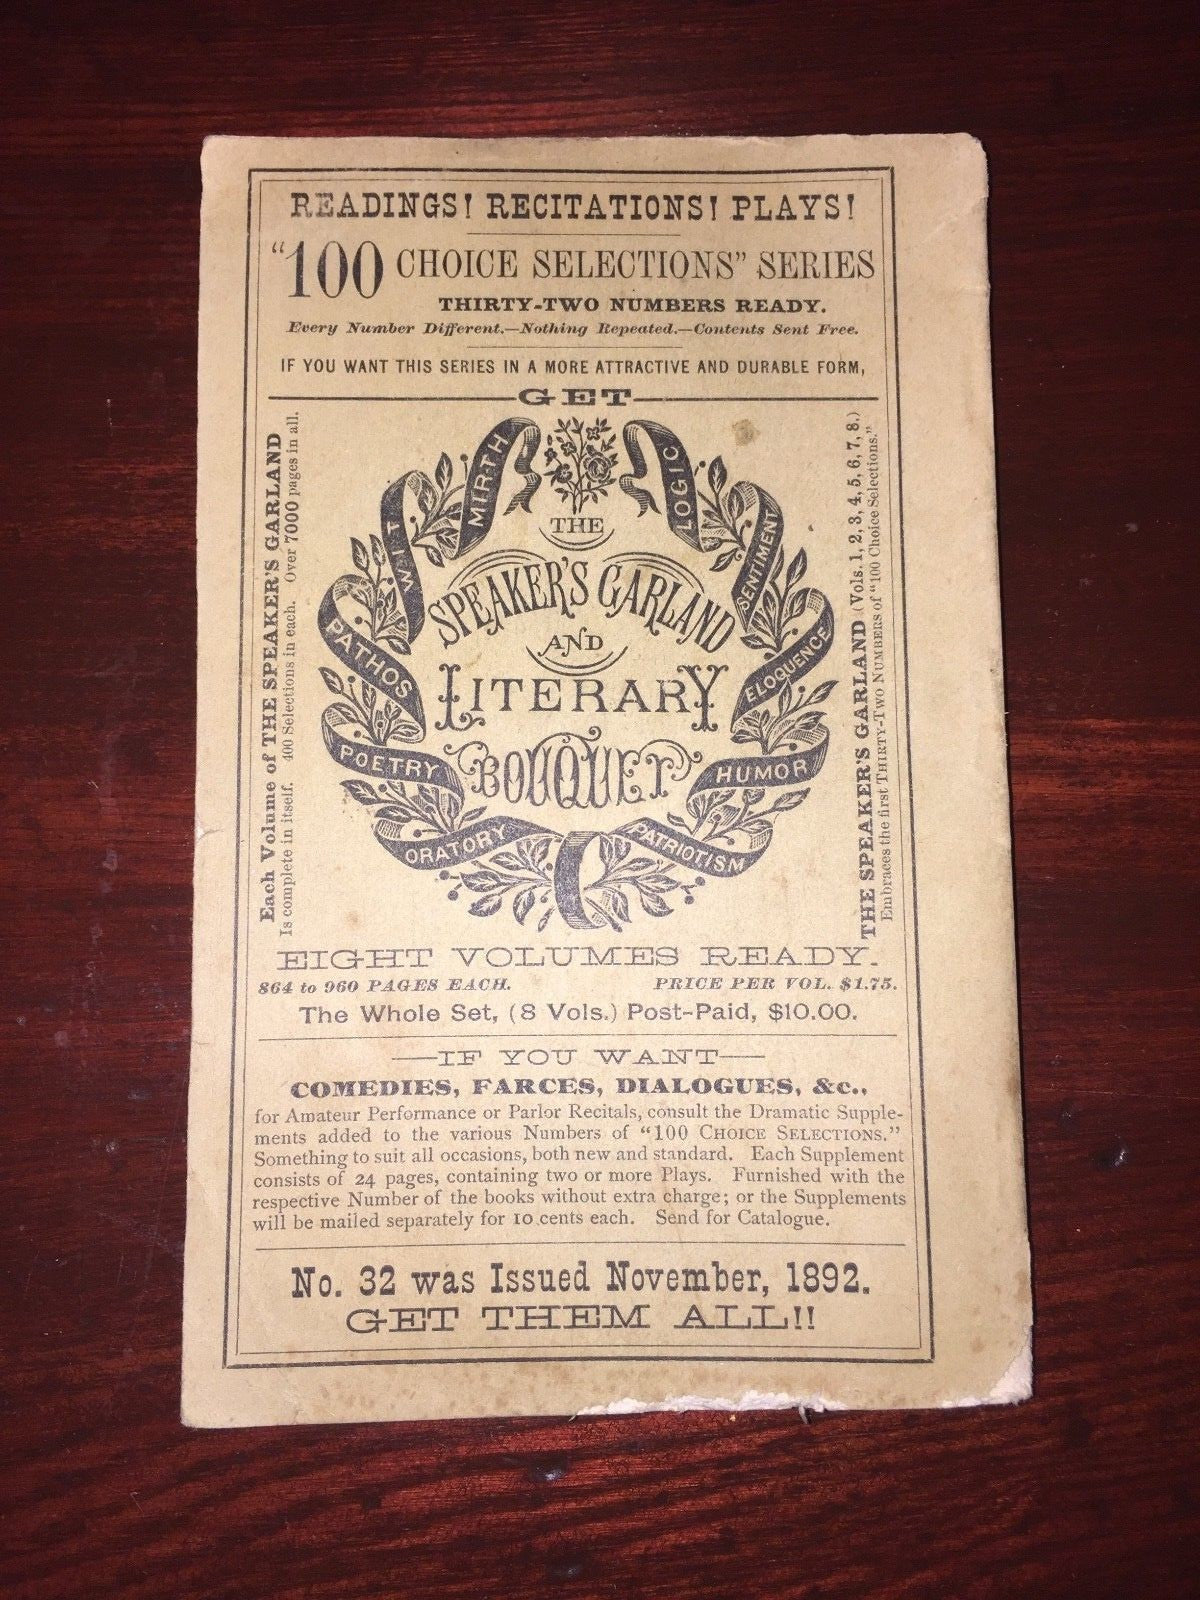 READINGS! RECITATIONS! PLAYS!
"100 CHOICE SELECTIONS" SERIES
THIRTY-TWO NUMBERS READY.
Every Number Different.—Nothing Repeated.—Contents Sent Free.
IF YOU WANT THIS SERIES IN A MORE ATTRACTIVE AND DURABLE FORM,
GET
Each Volume of THE SPEAKER'S GARLAND
Is complete in itself. 400 Selections in each. Over 7000 pages in all.
MIRTH
WIT
PATHOS
POETRY
ORATORY
THE
SPEAKER'S GARLAND
AND
LITERARY
BOUQUET
LOGIC
SENTIMENT
ELOQUENCE
HUMOR
PATRIOTISM
THE SPEAKER'S GARLAND (Vols. 1, 2, 3, 4, 5, 6, 7, 8.)
Embraces the first THIRTY-TWO NUMBERS of "100 Choice Selections."
EIGHT VOLUMES READY.
864 to 960 PAGES EACH. PRICE PER VOL. $1.75.
The Whole Set, (8 Vols.) Post-Paid, $10.00.
—IF YOU WANT—
COMEDIES, FARCES, DIALOGUES, &c.,
for Amateur Performance or Parlor Recitals, consult the Dramatic Supple-
ments added to the various Numbers of "100 CHOICE SELECTIONS."
Something to suit all occasions, both new and standard. Each Supplement
consists of 24 pages, containing two or more Plays. Furnished with the
respective Number of the books without extra charge; or the Supplements
will be mailed separately for 10 cents each. Send for Catalogue.
No. 32 was Issued November, 1892.
GET THEM ALL!!